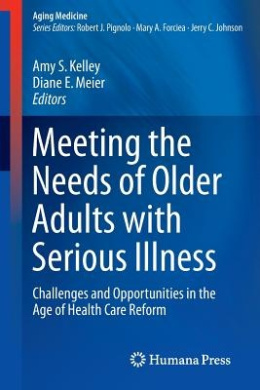 Aging Medicine
Series Editors: Robert J. Pignolo · Mary A. Forciea · Jerry C. Johnson
Amy S. Kelley
Diane E. Meier
Editors
Meeting the
Needs of Older
Adults with
Serious Illness
Challenges and Opportunities in the
Age of Health Care Reform
Humana Press